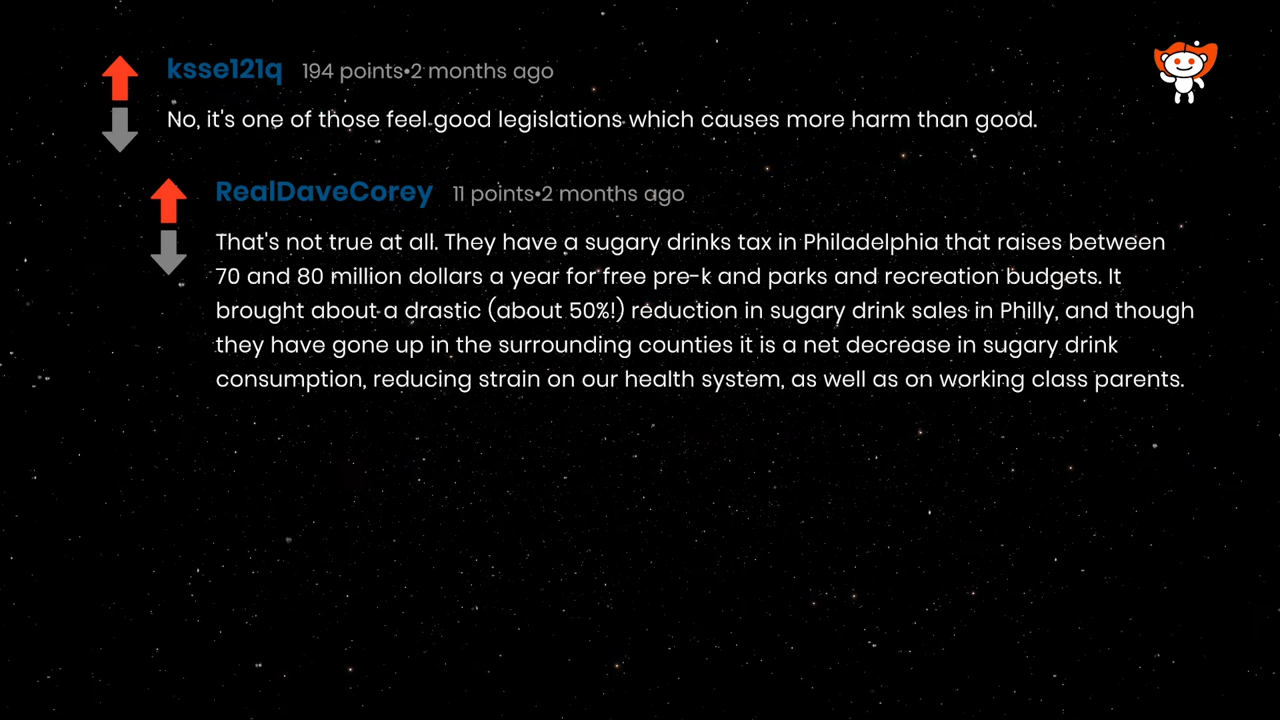 ksse121q 194 points•2 months ago
No, it's one of those feel good legislations which causes more harm than good.
RealDaveCorey 11 points•2 months ago
That's not true at all. They have a sugary drinks tax in Philadelphia that raises between
70 and 80 million dollars a year for free pre-k and parks and recreation budgets. It
brought about a drastic (about 50%!) reduction in sugary drink sales in Philly, and though
they have gone up in the surrounding counties it is a net decrease in sugary drink
consumption, reducing strain on our health system, as well as on working class parents.